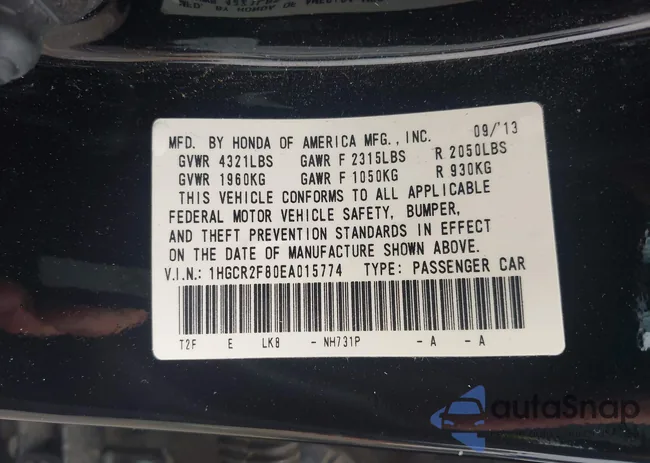 MFD. BY HONDA OF AMERICA MFG., INC. 09/'13
GVWR 4321LBS GAWR F 2315LBS R 2050LBS
GVWR 1960KG GAWR F 1050KG R 930KG
THIS VEHICLE CONFORMS TO ALL APPLICABLE
FEDERAL MOTOR VEHICLE SAFETY, BUMPER,
AND THEFT PREVENTION STANDARDS IN EFFECT
ON THE DATE OF MANUFACTURE SHOWN ABOVE.
V.I.N.: 1HGCR2F80EA015774 TYPE: PASSENGER CAR
T2F E LK8 - NH731P - A - A
autoSnap